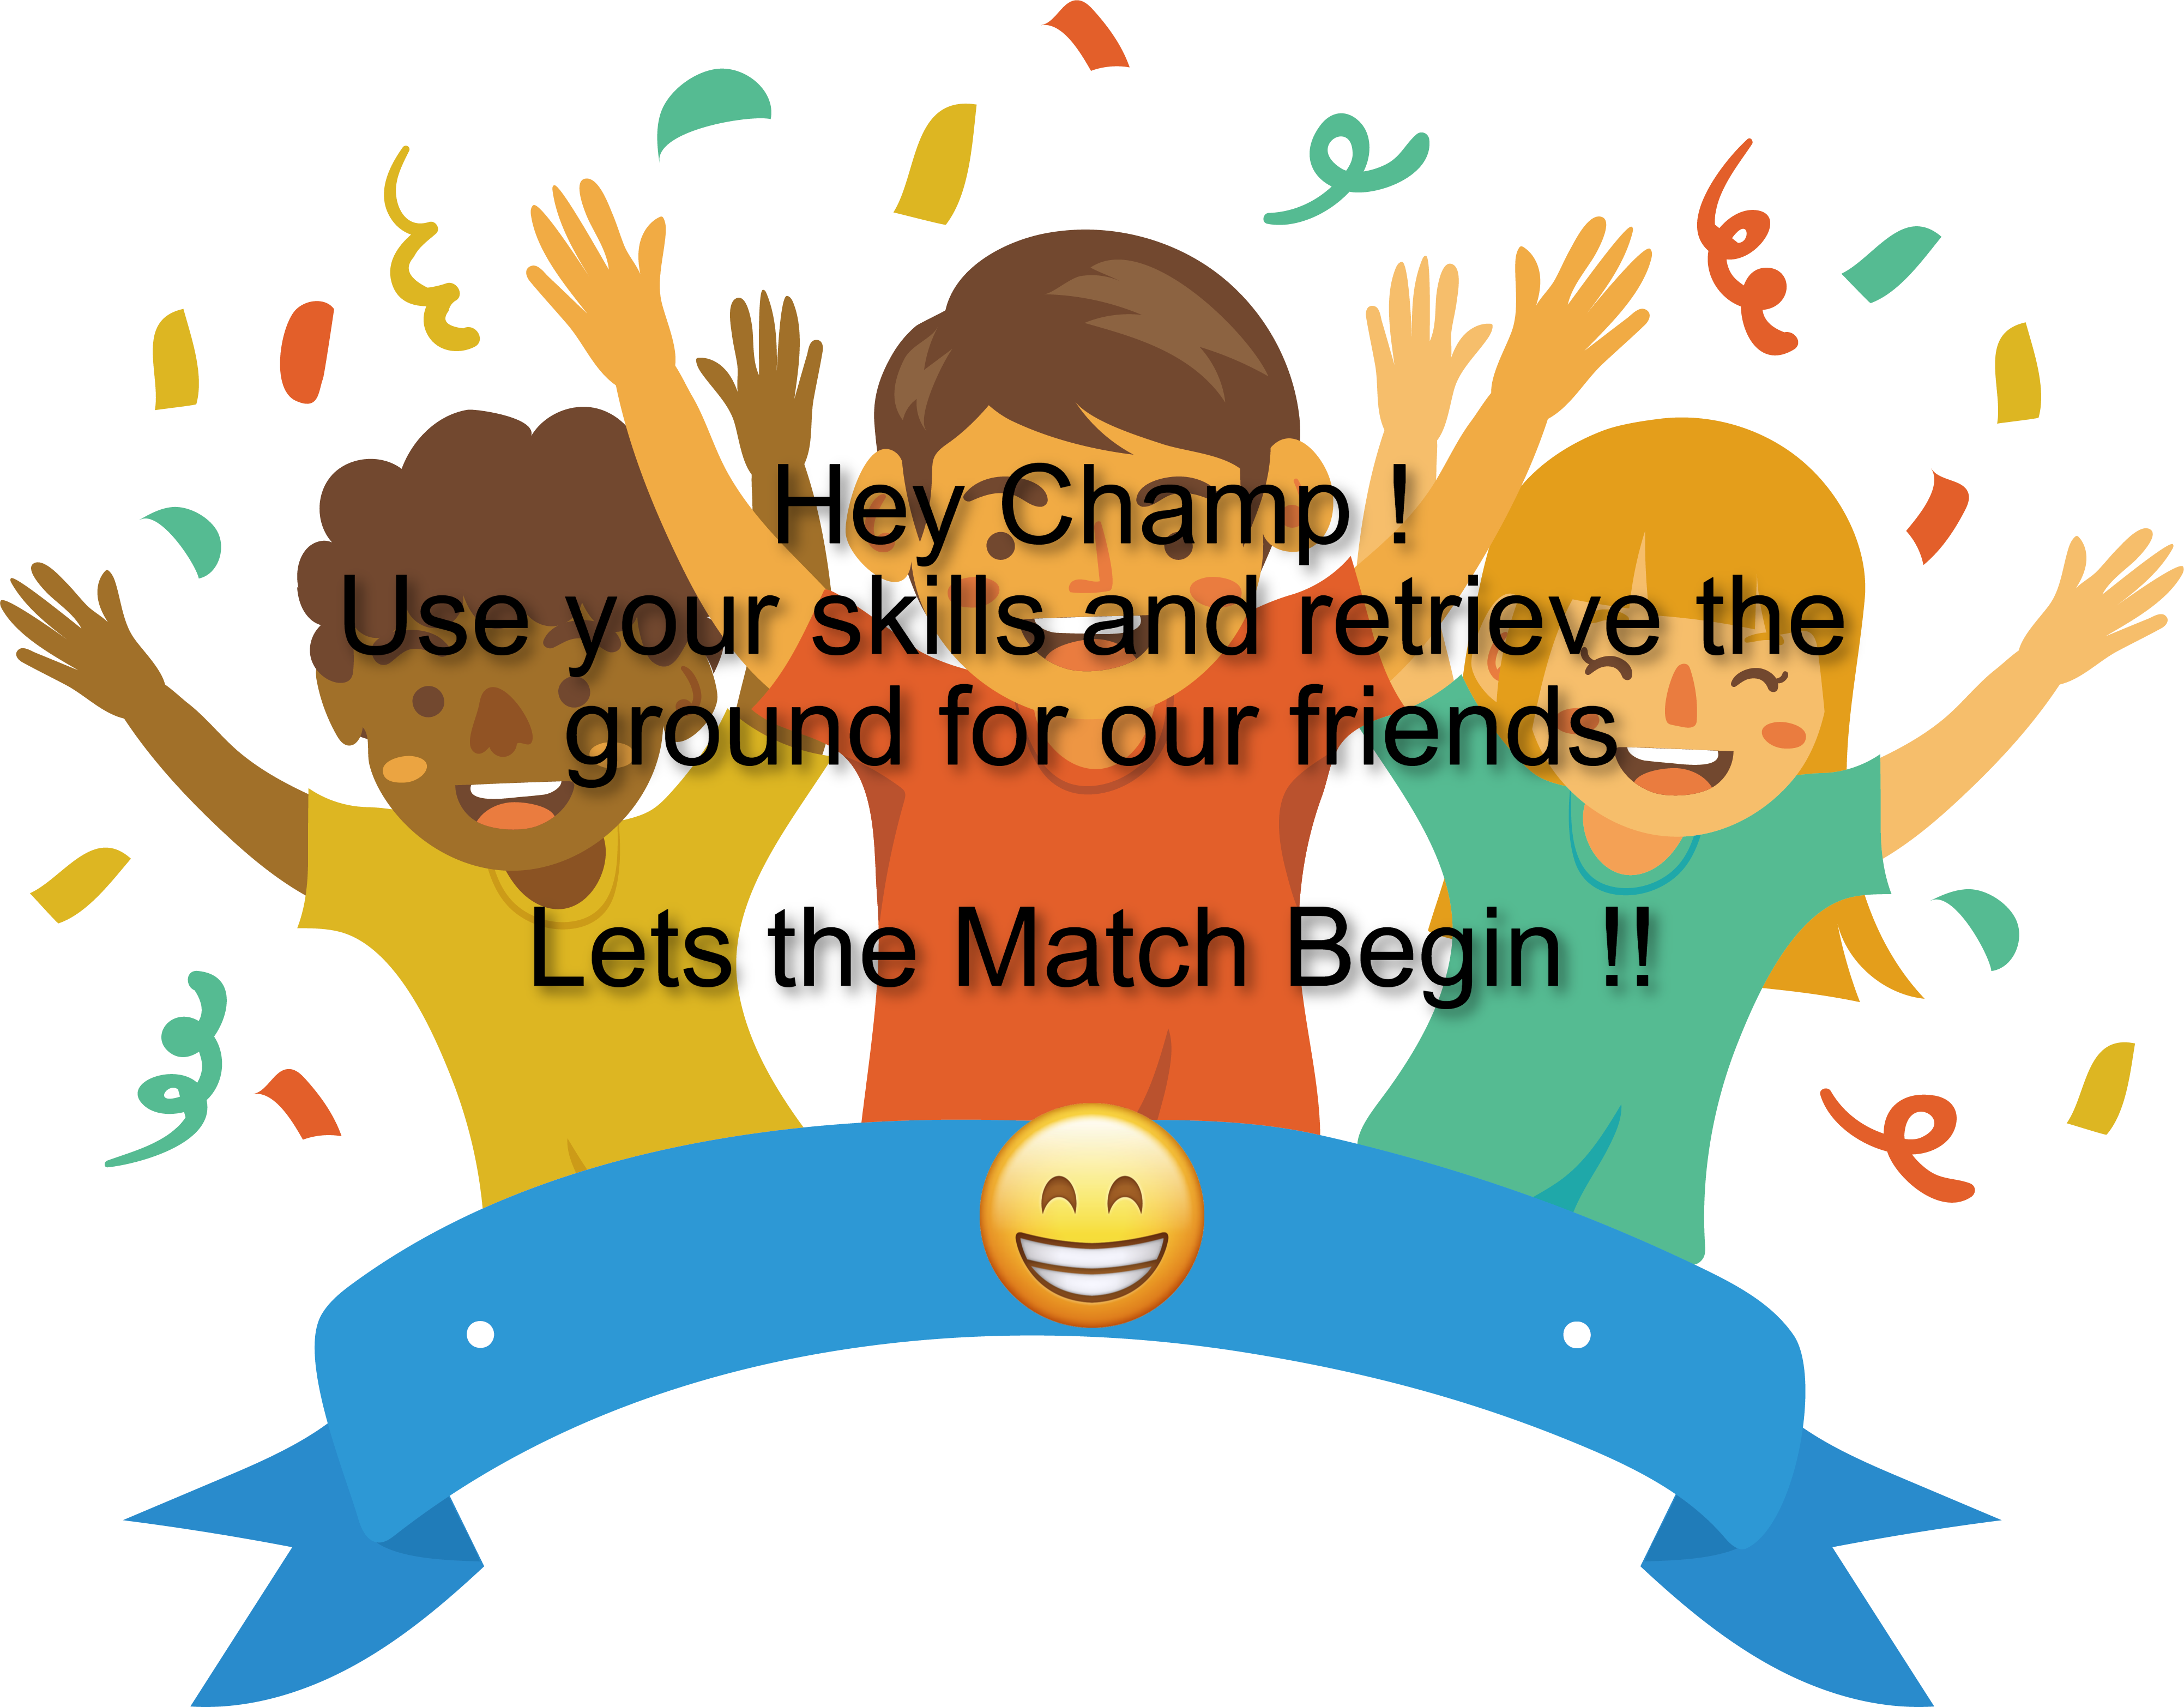 Hey Champ !
Use your skills and retrieve the
ground for our friends
Lets the Match Begin !!